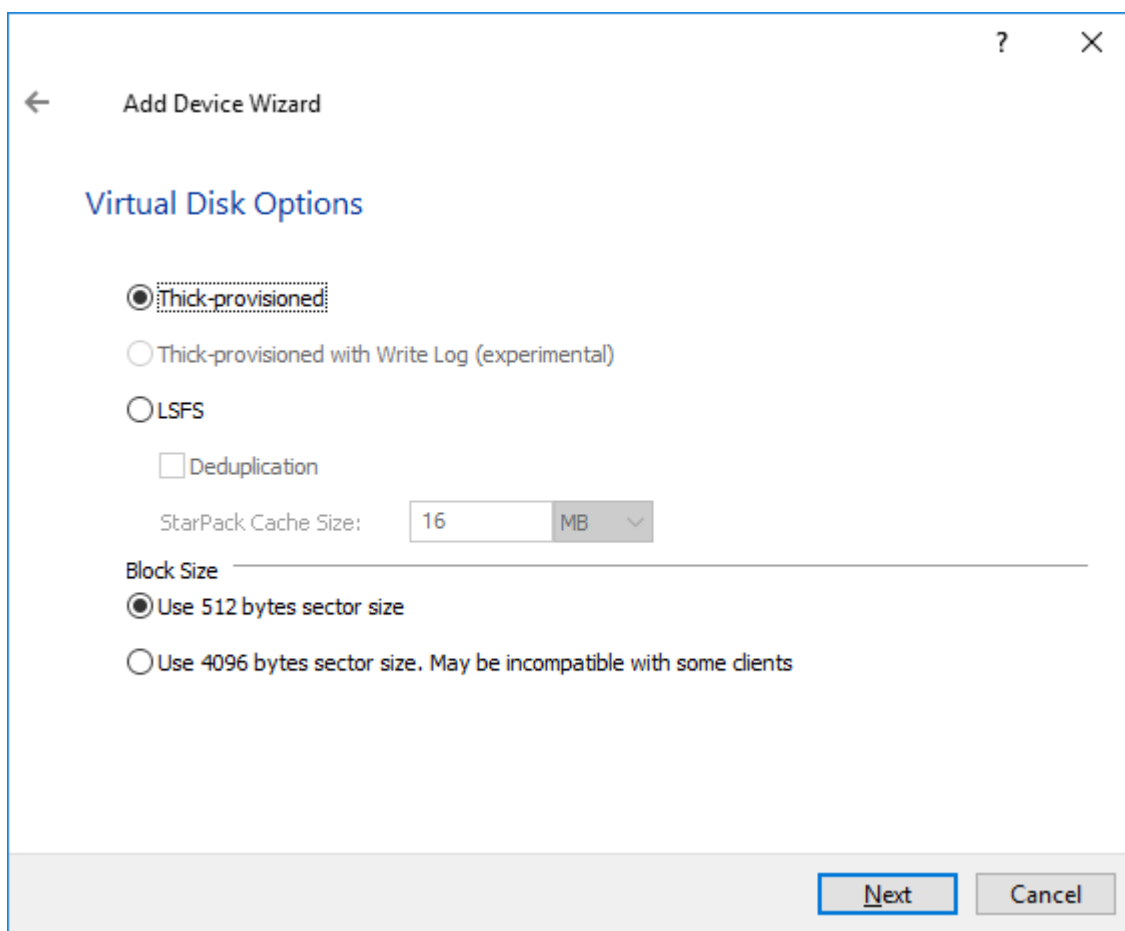 ?
Add Device Wizard
Virtual Disk Options
Thick-provisioned
Thick-provisioned with Write Log (experimental)
LSFS
Deduplication
StarPack Cache Size: 16 MB
Block Size
Use 512 bytes sector size
Use 4096 bytes sector size. May be incompatible with some clients
Next Cancel